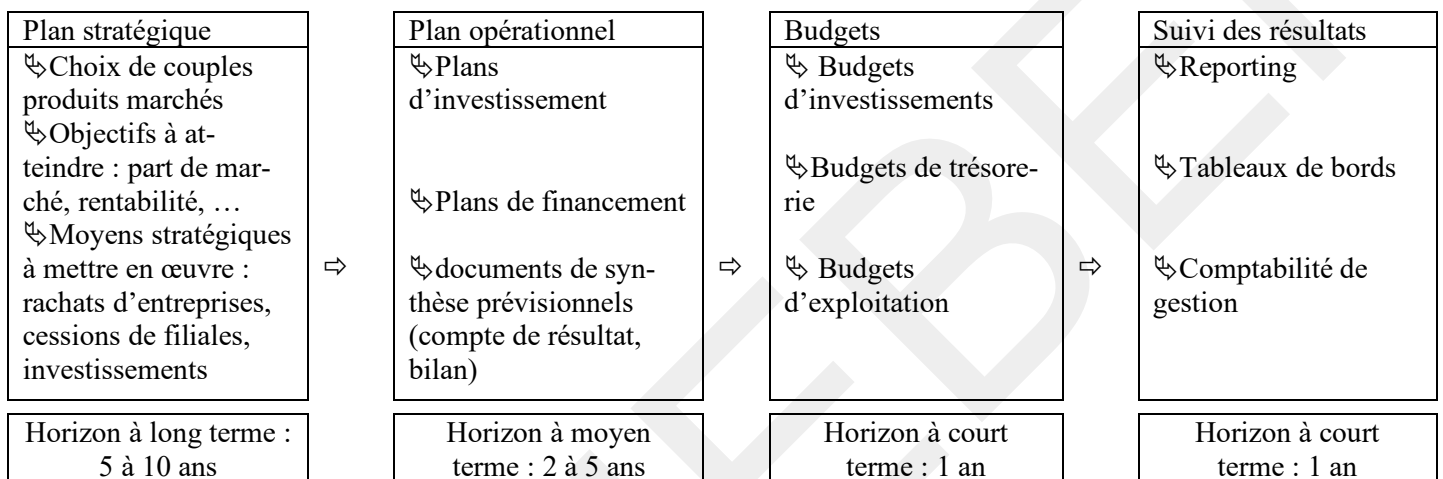 Plan stratégique
⮱Choix de couples
produits marchés
⮱Objectifs à at-
teindre : part de mar-
ché, rentabilité, …
⮱Moyens stratégiques
à mettre en œuvre :
rachats d’entreprises,
cessions de filiales,
investissements
Horizon à long terme :
5 à 10 ans
⇨
Plan opérationnel
⮱Plans
d’investissement
⮱Plans de financement
⮱documents de syn-
thèse prévisionnels
(compte de résultat,
bilan)
Horizon à moyen
terme : 2 à 5 ans
⇨
Budgets
⮱ Budgets
d’investissements
⮱Budgets de trésore-
rie
⮱ Budgets
d’exploitation
Horizon à court
terme : 1 an
⇨
Suivi des résultats
⮱Reporting
⮱Tableaux de bords
⮱Comptabilité de
gestion
Horizon à court
terme : 1 an